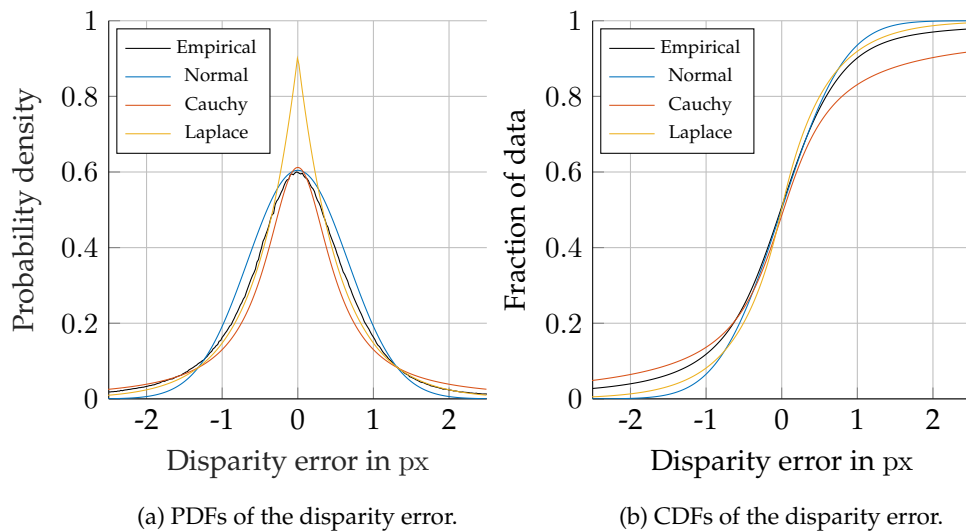 Probability density
1
0.8
0.6
0.4
0.2
0
Empirical
Normal
Cauchy
Laplace
-2 -1 0 1 2
Disparity error in px
(a) PDFs of the disparity error.
Fraction of data
1
0.8
0.6
0.4
0.2
0
Empirical
Normal
Cauchy
Laplace
-2 -1 0 1 2
Disparity error in px
(b) CDFs of the disparity error.